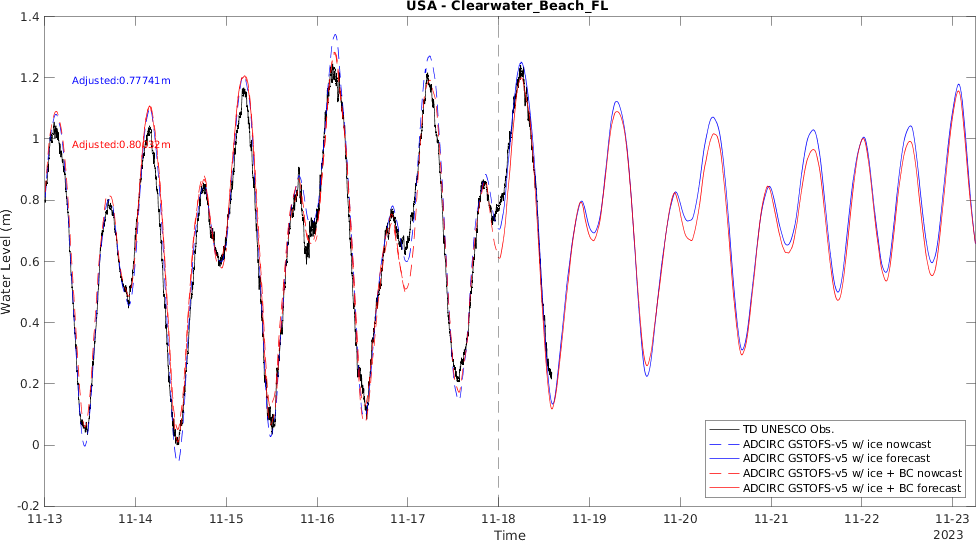 USA - Clearwater_Beach_FL
1.4
1.2
1
0.8
0.6
0.4
0.2
0
-0.2
Water Level (m)
Adjusted:0.77741m
TD UNESCO Obs.
ADCIRC GSTOFS-v5 w/ ice nowcast
ADCIRC GSTOFS-v5 w/ ice forecast
ADCIRC GSTOFS-v5 w/ ice + BC nowcast
ADCIRC GSTOFS-v5 w/ ice + BC forecast
11-13 11-14 11-15 11-16 11-17 11-18 11-19 11-20 11-21 11-22 11-23
Time
2023